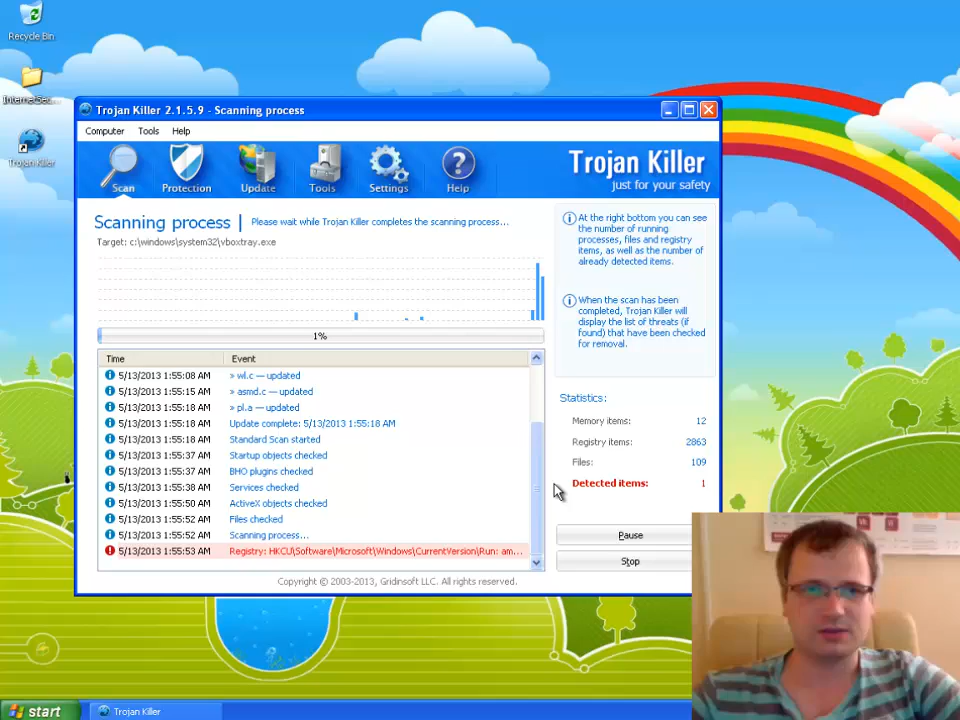 Recycle Bin
InternetSec...
Trojan Killer
Trojan Killer 2.1.5.9 - Scanning process
Computer Tools Help
Scan Protection Update Tools Settings Help
Trojan Killer
just for your safety
Scanning process | Please wait while Trojan Killer completes the scanning process...
Target: c:\windows\system32\vboxtray.exe
1%
Time Event
5/13/2013 1:55:08 AM » wl.c — updated
5/13/2013 1:55:15 AM » asmd.c — updated
5/13/2013 1:55:18 AM » pl.a — updated
5/13/2013 1:55:18 AM Update complete: 5/13/2013 1:55:18 AM
5/13/2013 1:55:18 AM Standard Scan started
5/13/2013 1:55:37 AM Startup objects checked
5/13/2013 1:55:37 AM BHO plugins checked
5/13/2013 1:55:38 AM Services checked
5/13/2013 1:55:50 AM ActiveX objects checked
5/13/2013 1:55:52 AM Files checked
5/13/2013 1:55:52 AM Scanning process...
5/13/2013 1:55:53 AM Registry: HKCU\Software\Microsoft\Windows\CurrentVersion\Run: am...
At the right bottom you can see
the number of running
processes, files and registry
items, as well as the number of
already detected items.
When the scan has been
completed, Trojan Killer will
display the list of threats (if
found) that have been checked
for removal.
Statistics:
Memory items: 12
Registry items: 2863
Files: 109
Detected items: 1
Pause
Stop
Copyright © 2003-2013, Gridinsoft LLC. All rights reserved.
start
Trojan Killer